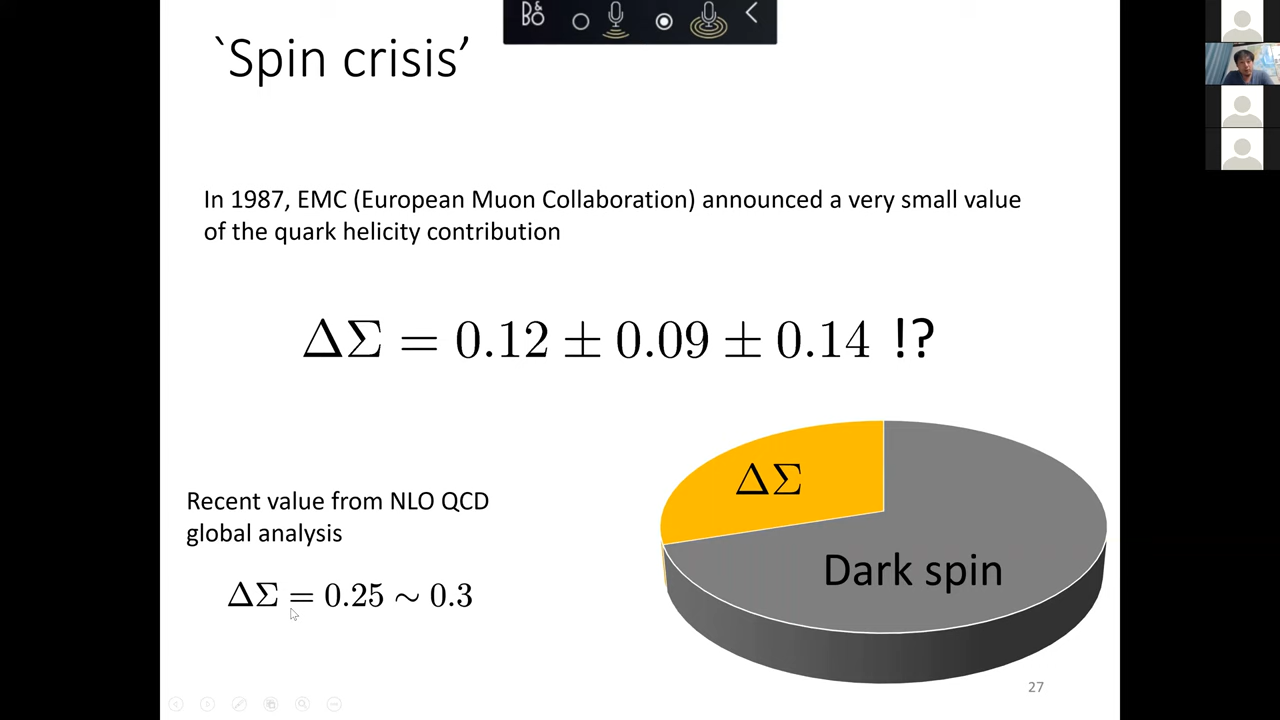 B&O
`Spin crisis’
In 1987, EMC (European Muon Collaboration) announced a very small value
of the quark helicity contribution
ΔΣ = 0.12 ± 0.09 ± 0.14 !?
ΔΣ
Dark spin
Recent value from NLO QCD
global analysis
ΔΣ = 0.25 ∼ 0.3
27